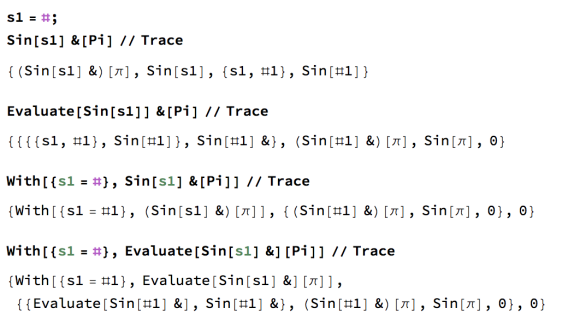 s1 = #;
Sin[s1] &[Pi] // Trace
{(Sin[s1] &)[π], Sin[s1], {s1, #1}, Sin[#1]}
Evaluate[Sin[s1]] &[Pi] // Trace
{{{{s1, #1}, Sin[#1]}, Sin[#1] &}, (Sin[#1] &)[π], Sin[π], 0}
With[{s1 = #}, Sin[s1] &[Pi]] // Trace
{With[{s1 = #1}, (Sin[s1] &)[π]], {(Sin[#1] &)[π], Sin[π], 0}, 0}
With[{s1 = #}, Evaluate[Sin[s1] &][Pi]] // Trace
{With[{s1 = #1}, Evaluate[Sin[s1] &][π]],
{{Evaluate[Sin[#1] &], Sin[#1] &}, (Sin[#1] &)[π], Sin[π], 0}, 0}